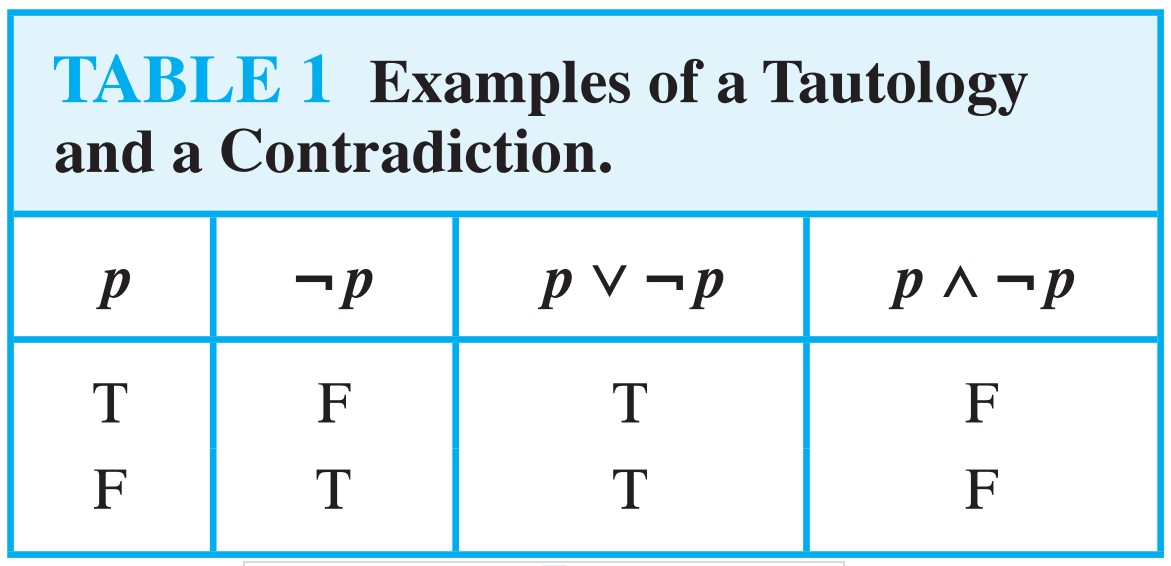 TABLE 1 Examples of a Tautology
and a Contradiction.
p ¬p p ∨ ¬p p ∧ ¬p
T F T F
F T T F